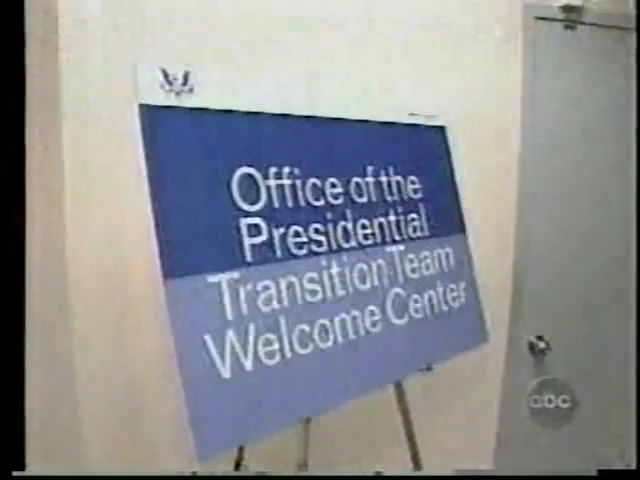 Office of the
Presidential
Transition Team
Welcome Center
abc